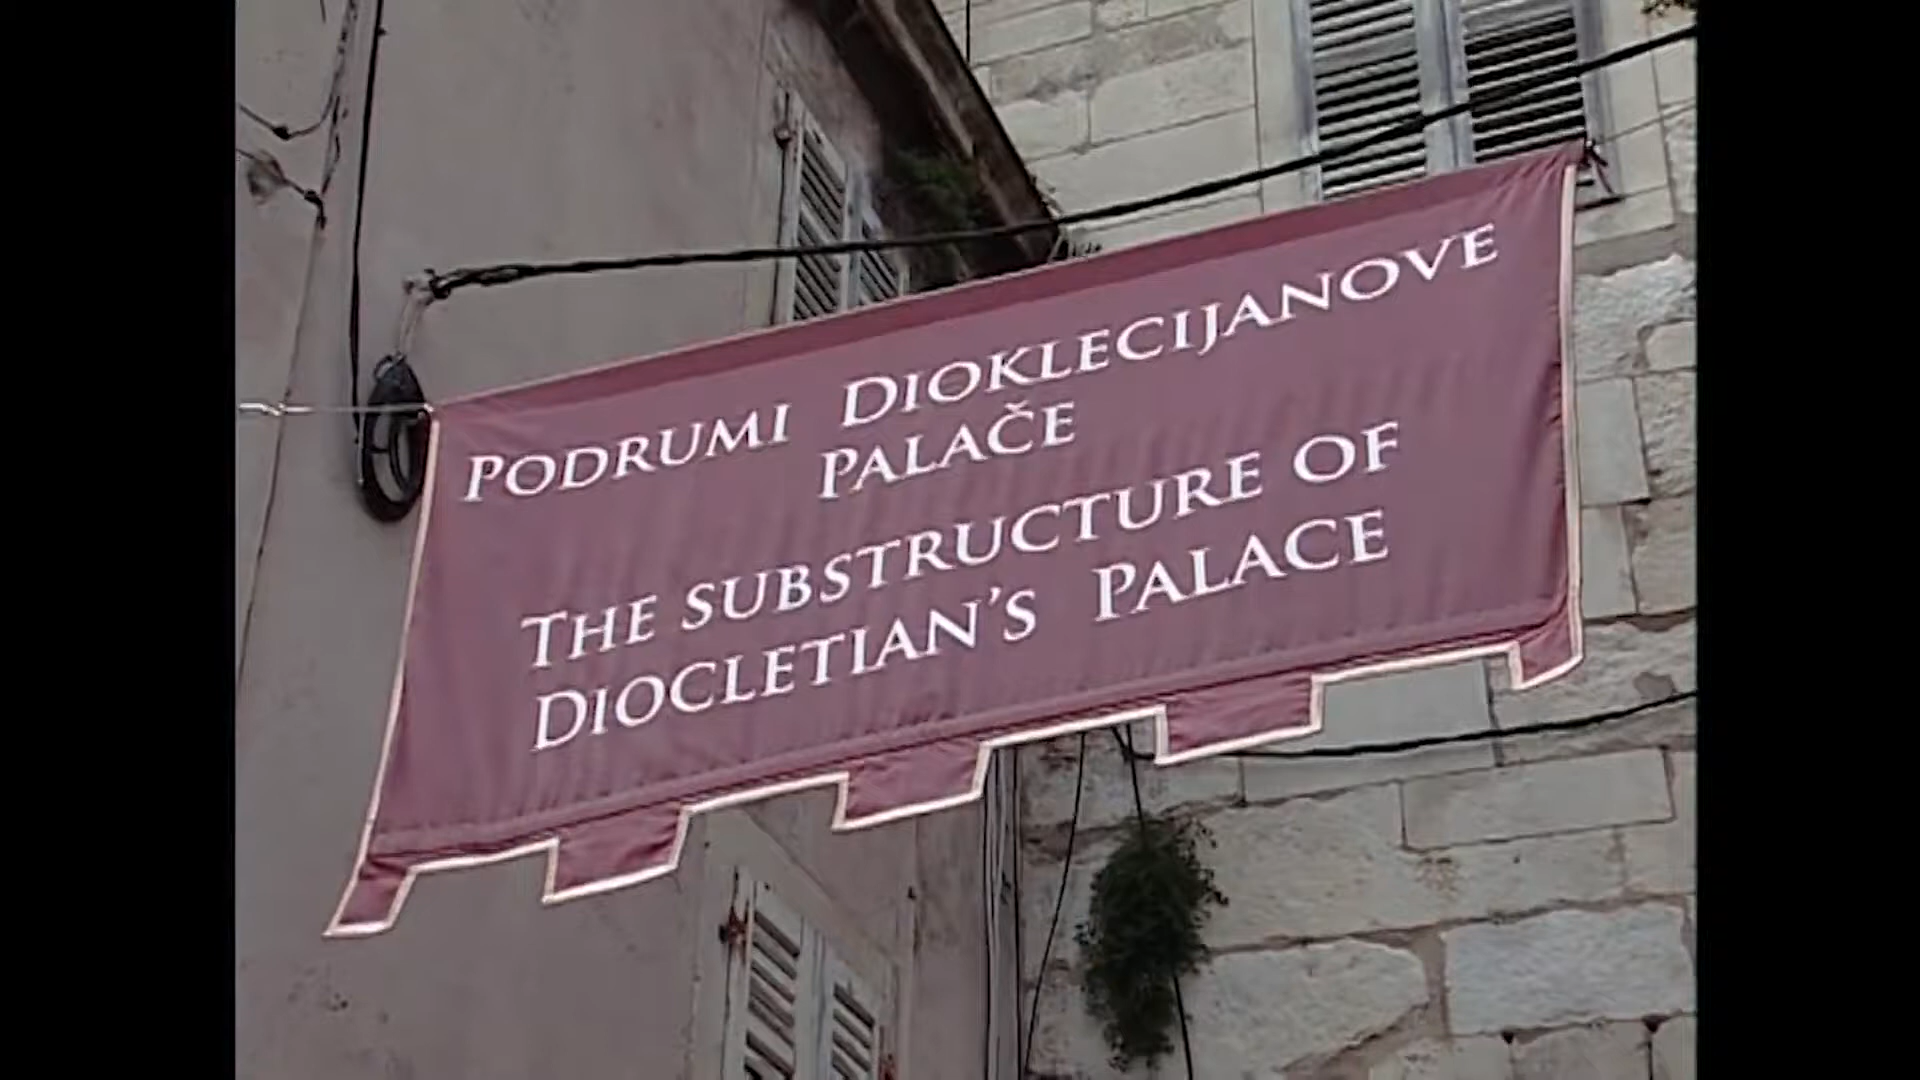 PODRUMI DIOKLECIJANOVE
PALAČE
THE SUBSTRUCTURE OF
DIOCLETIAN'S PALACE